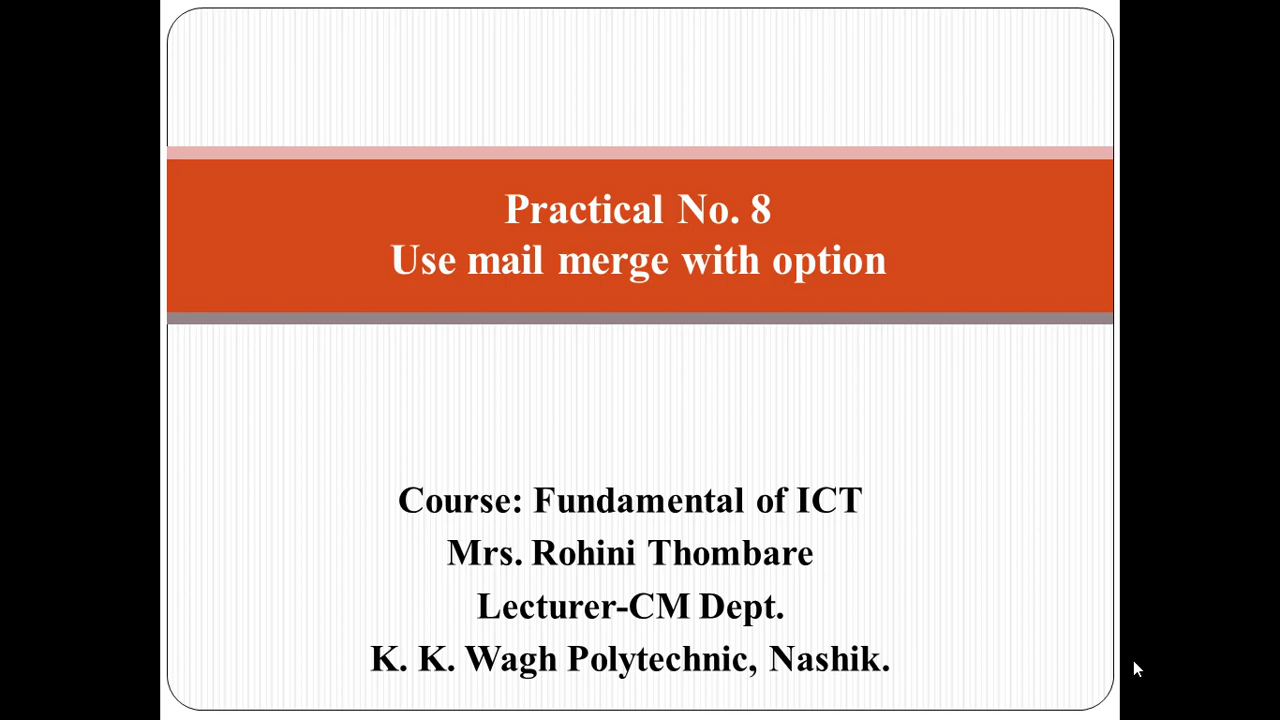 Practical No. 8
Use mail merge with option
Course: Fundamental of ICT
Mrs. Rohini Thombare
Lecturer-CM Dept.
K. K. Wagh Polytechnic, Nashik.